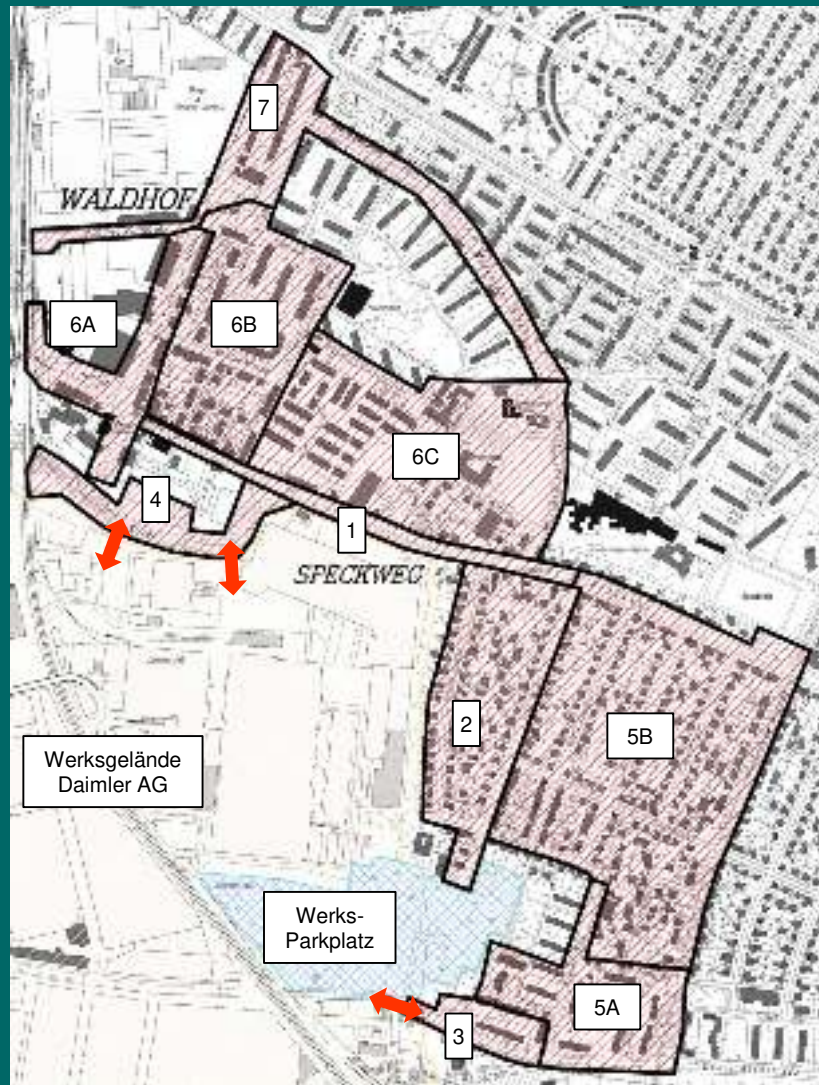 7
WALDHOF
6A
6B
6C
4
1
SPECKWEG
2
5B
Werksgelände
Daimler AG
Werks-
Parkplatz
5A
3